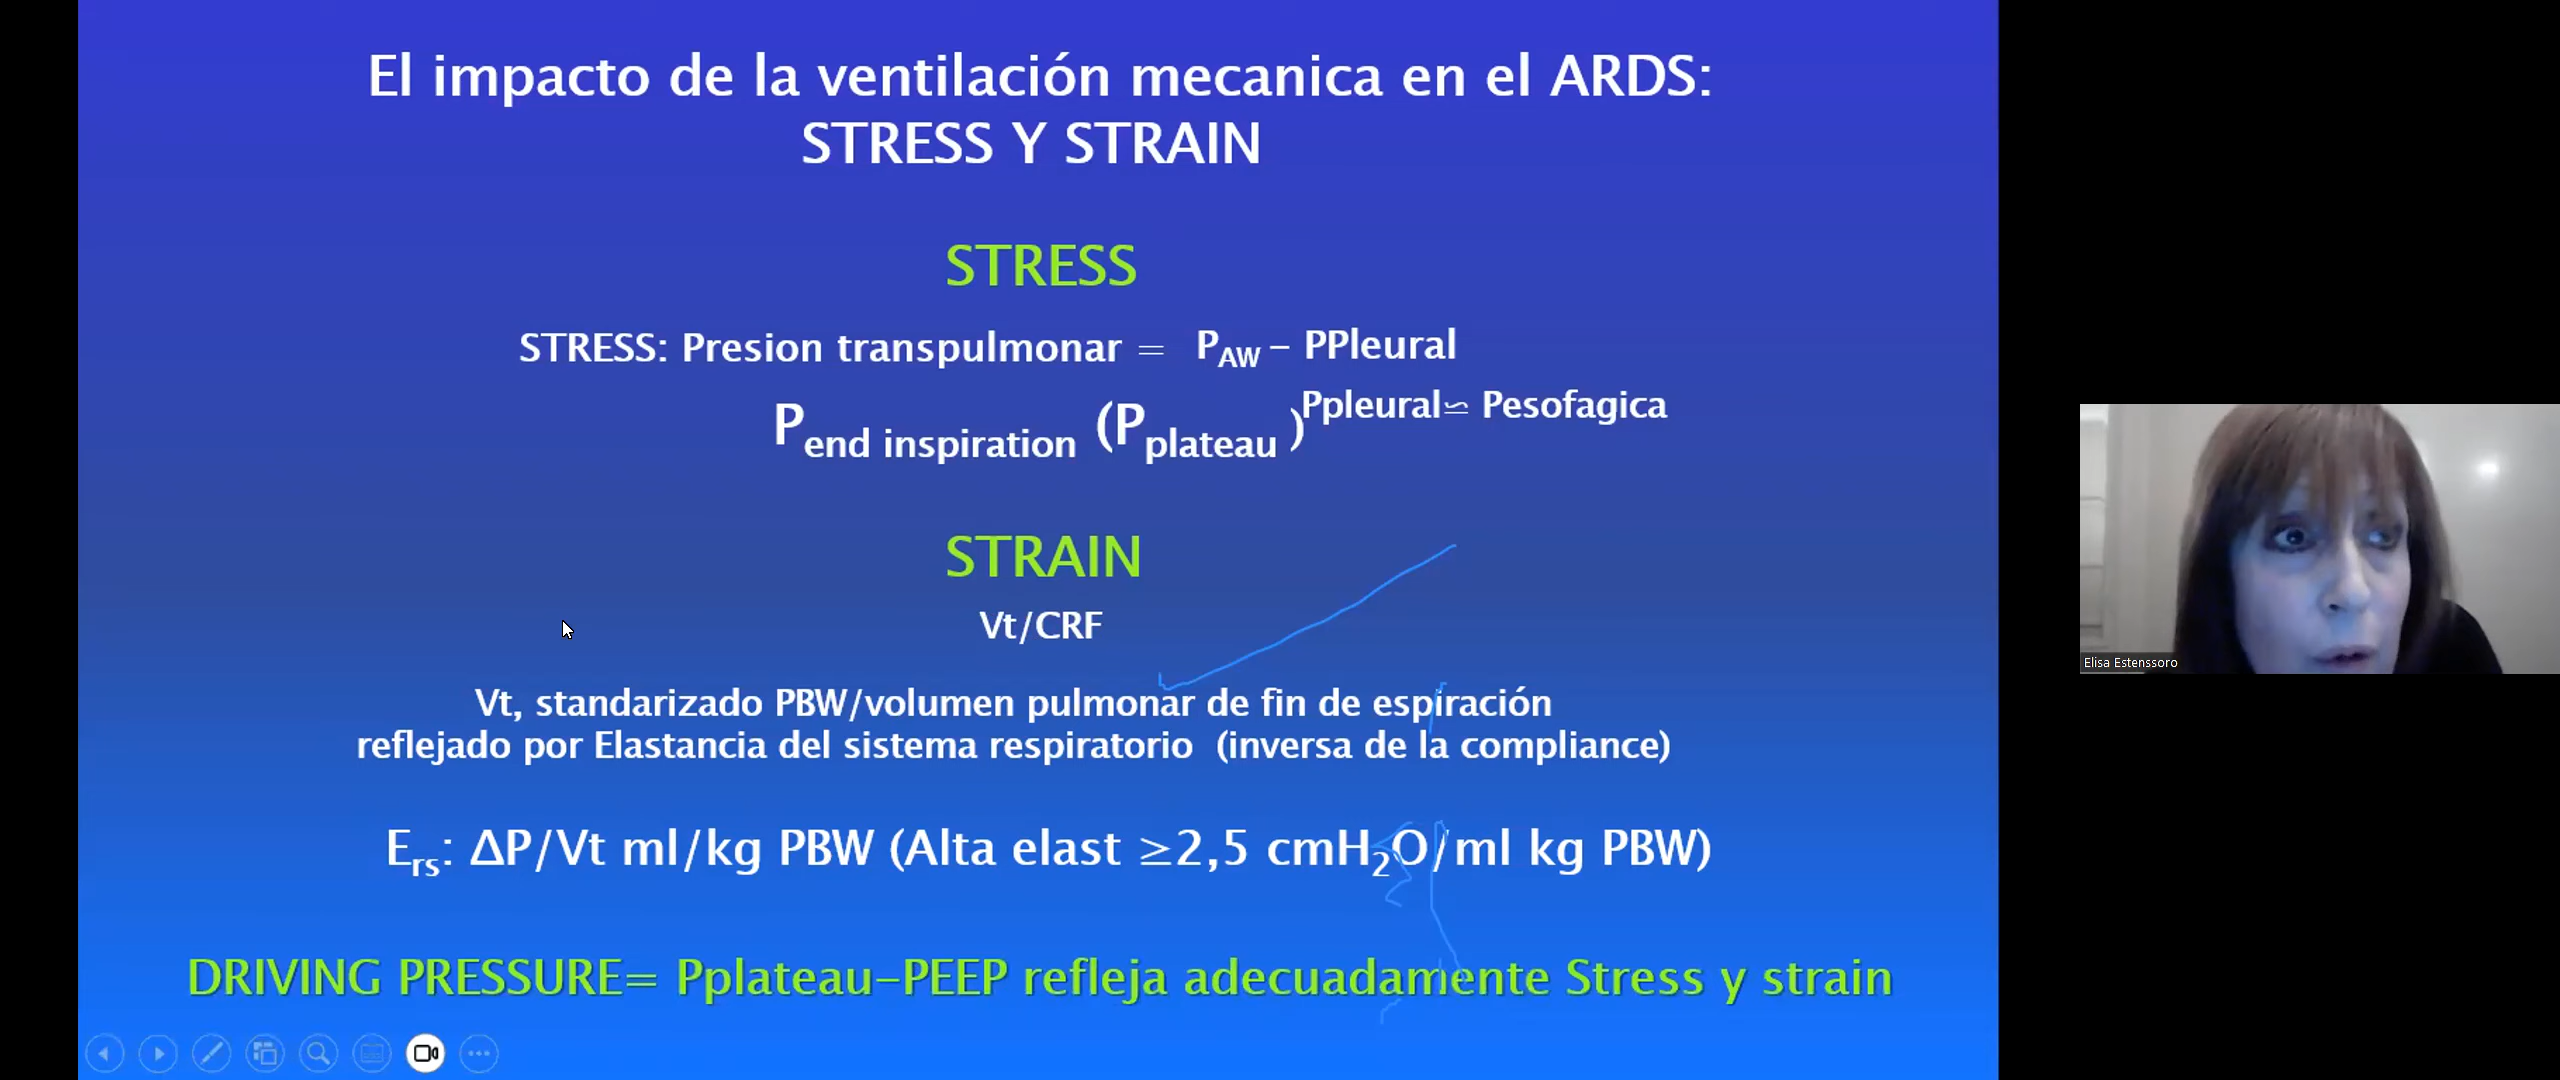 El impacto de la ventilación mecanica en el ARDS:
STRESS Y STRAIN
STRESS
STRESS: Presion transpulmonar = PAW – PPleural
Pend inspiration (Pplateau) Ppleural≃ Pesofagica
STRAIN
Vt/CRF
Vt, standarizado PBW/volumen pulmonar de fin de espiración
reflejado por Elastancia del sistema respiratorio (inversa de la compliance)
Ers: ΔP/Vt ml/kg PBW (Alta elast ≥2,5 cmH2O/ml kg PBW)
DRIVING PRESSURE= Pplateau–PEEP refleja adecuadamente Stress y strain
Elisa Estenssoro